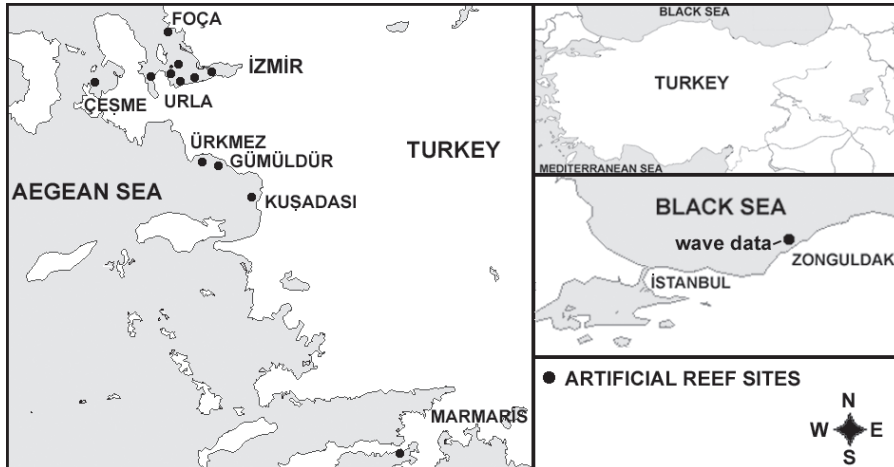 FOÇA
İZMİR
ÇEŞME
URLA
ÜRKMEZ
GÜMÜLDÜR
TURKEY
AEGEAN SEA
KUŞADASI
MARMARİS
BLACK SEA
TURKEY
MEDITERRANEAN SEA
BLACK SEA
wave data
ZONGULDAK
İSTANBUL
ARTIFICIAL REEF SITES
N
W E
S